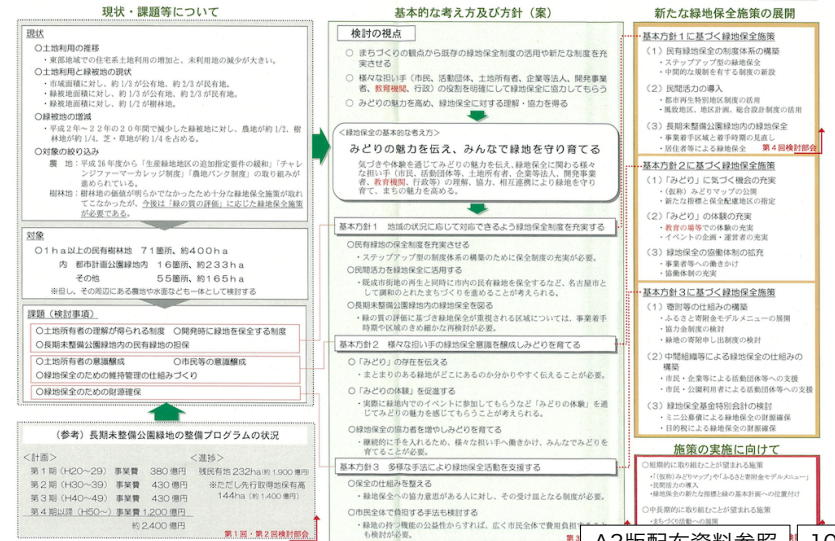 現状・課題等について
現状
○土地利用の推移
・東部地域での住宅系土地利用の増加と、未利用地の減少が大きい。
○土地利用と緑被地の現状
・市域面積に対し、約1/3が公有地、約2/3が民有地。
・緑被地面積に対し、約1/3が公有地、約2/3が民有地。
・緑被地面積に対し、約1/2が樹林地。
○緑被地の増減
・平成2年～22年の20年間で減少した緑被地に対し、農地が約1/2、樹
林地が約1/4、芝・草地が約1/4を占める。
○対象の絞り込み
農 地：平成26年度から「生産緑地地区の追加指定要件の緩和」「チャレ
ンジファーマーカレッジ制度」「農地バンク制度」の取り組みが
進められている。
樹林地：樹林地の価値が明らかでなかったため十分な緑地保全施策が取れ
てこなかったが、今後は「緑の質の評価」に応じた緑地保全施策
が必要である。
対象
○1ha以上の民有樹林地 71箇所、約400ha
内 都市計画公園緑地内 16箇所、約233ha
その他 55箇所、約165ha
※但し、その周辺にある農地や水面なども一体として検討する
課題（検討事項）
○土地所有者の理解が得られる制度 ○開発時に緑地を保全する制度
○長期未整備公園緑地内の民有緑地の担保
○土地所有者の意識醸成 ○市民等の意識醸成
○緑地保全のための維持管理の仕組みづくり
○緑地保全のための財源確保
（参考）長期未整備公園緑地の整備プログラムの状況
＜計画＞ ＜進捗＞
第1期（H20～29） 事業費 380億円 残民有地232ha（約1,900億円）
第2期（H30～39） 事業費 430億円 ※ただし先行取得地保有高
第3期（H40～49） 事業費 430億円 144ha（約1,400億円）
第4期以降（H50～）事業費 1,200億円
約2,400億円
第1回・第2回検討部会
基本的な考え方及び方針（案）
検討の視点
○ まちづくりの観点から既存の緑地保全制度の活用や新たな制度を充
実させる
○ 様々な担い手（市民、活動団体、土地所有者、企業等法人、開発事業
者、教育機関、行政）の役割を明確にして緑地保全に協力してもらう
○ みどりの魅力を高め、緑地保全に対する理解・協力を得る
＜緑地保全の基本的な考え方＞
みどりの魅力を伝え、みんなで緑地を守り育てる
気づきや体験を通じてみどりの魅力を伝え、緑地保全に関わる様々
な担い手（市民、活動団体等、土地所有者、企業等法人、開発事業
者、教育機関、行政等）の理解、協力、相互連携により緑地を守り
育て、まちの魅力を高める。
基本方針1 地域の状況に応じて対応できるよう緑地保全制度を充実する
○民有緑地の保全制度を充実させる
・ステップアップ型の制度体系の構築のために保全制度の充実が必要。
○民間活力を緑地保全に活用する
・既成市街地の再生と同時に市内の民有緑地を保全するなど、名古屋市と
して調和のとれたまちづくりを進めることが考えられる。
○長期未整備公園緑地内の緑地保全を図る
・緑の質の評価に基づき緑地保全が重視される区域については、事業着手
時期や区域のきめ細かな再検討が必要。
基本方針2 様々な担い手の緑地保全意識を醸成しみどりを育てる
○「みどり」の存在を伝える
・まとまりのある緑地がどこにあるのか分かりやすく伝えることが必要。
○「みどりの体験」を促進する
・実際に緑地内でのイベントに参加してもらうなど「みどりの体験」を通
じてみどりの魅力を感じてもらうことが考えられる。
○緑地保全の協力者を増やしみどりを育てる
・継続的に手を入れるため、様々な担い手へ働きかけ、みんなでみどりを
育てることが必要。
基本方針3 多様な手法により緑地保全活動を支援する
○保全の仕組みを整える
・緑地保全への協力意思がある人に対し、その受け皿となる制度が必要。
○市民全体で負担する手法も検討する
・緑地の持つ機能の公益性からすれば、広く市民全体で費用負担すること
も検討が必要。
新たな緑地保全施策の展開
基本方針1に基づく緑地保全施策
（1）民有緑地保全の制度体系の構築
・ステップアップ型の緑地保全
・中間的な規制を有する制度の新設
（2）民間活力の導入
・都市再生特別地区制度の活用
・風致地区、地区計画、総合設計制度の活用
（3）長期未整備公園緑地内の緑地保全
・事業着手区域と着手時期の見直し
・居住者等による緑地保全
第4回検討部会
基本方針2に基づく緑地保全施策
（1）「みどり」に気づく機会の充実
・（仮称）みどりマップの公開
・新たな指標と保全配慮地区の指定
（2）「みどり」の体験の充実
・教育の場等での体験の充実
・イベントの企画・運営者の充実
（3）緑地保全の協働体制の拡充
・事業者等への働きかけ
・協働体制の充実
基本方針3に基づく緑地保全施策
（1）寄附等の仕組みの構築
・ふるさと寄附金モデルメニューの展開
・協力金制度の検討
・緑地の寄附申し出制度の検討
（2）中間組織等による緑地保全の仕組みの
構築
・市民・企業等による活動団体等への支援
・市民・公園利用者による活動団体等への支援
（3）緑地保全基金特別会計の検討
・ミニ公募債による緑地保全の財源確保
・目的税による緑地保全の財源確保
施策の実施に向けて
○短期的に取り組むことが望まれる施策
・「（仮称）みどりマップ」や「ふるさと寄附金モデルメニュー」
・民間活力の導入
・緑地保全の新たな指標と緑の基本計画への位置付け
○中長期的に取り組むことが望まれる施策
・まちづくり活動への展開
A3版配布資料参照